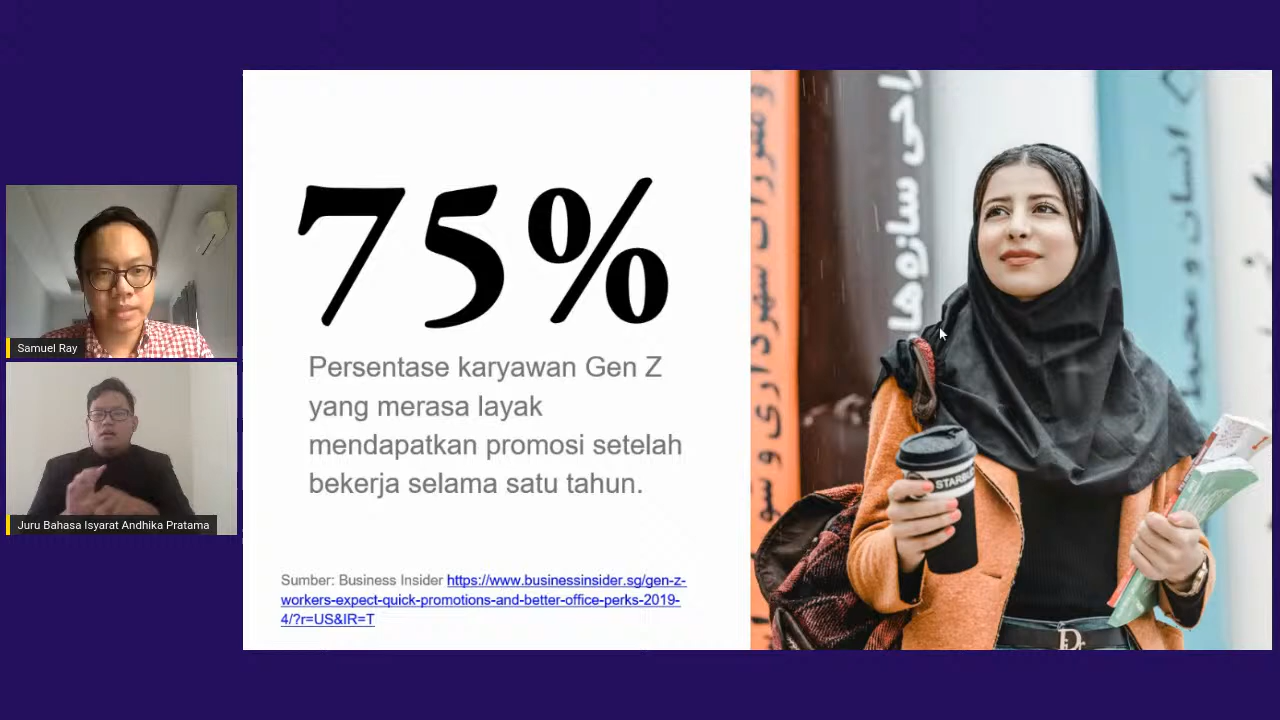 Samuel Ray
Juru Bahasa Isyarat Andhika Pratama
75%
Persentase karyawan Gen Z
yang merasa layak
mendapatkan promosi setelah
bekerja selama satu tahun.
Sumber: Business Insider https://www.businessinsider.sg/gen-z-
workers-expect-quick-promotions-and-better-office-perks-2019-
4/?r=US&IR=T
انسان و محیط